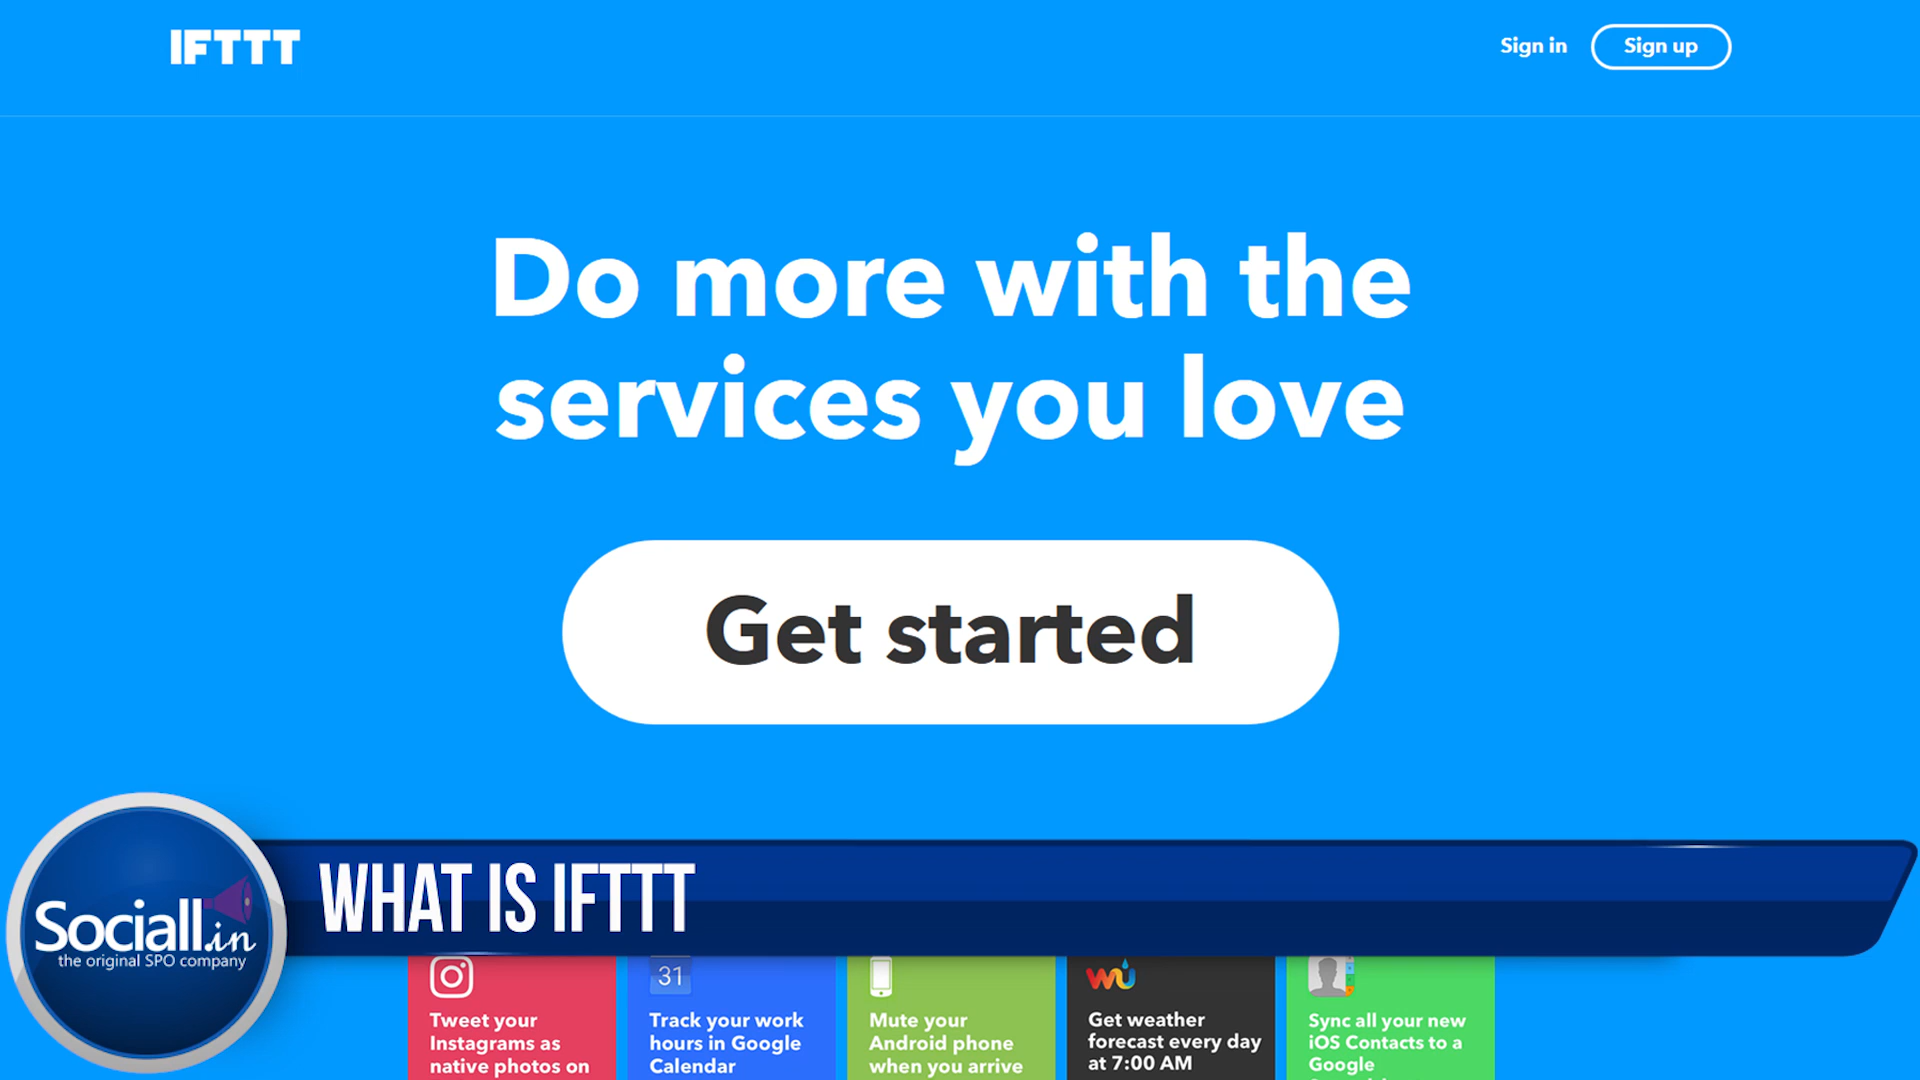 IFTTT
Sign in
Sign up
Do more with the
services you love
Get started
WHAT IS IFTTT
Sociall.in
the original SPO company
31
Tweet your
Instagrams as
native photos on
Track your work
hours in Google
Calendar
Mute your
Android phone
when you arrive
Get weather
forecast every day
at 7:00 AM
Sync all your new
iOS Contacts to a
Google